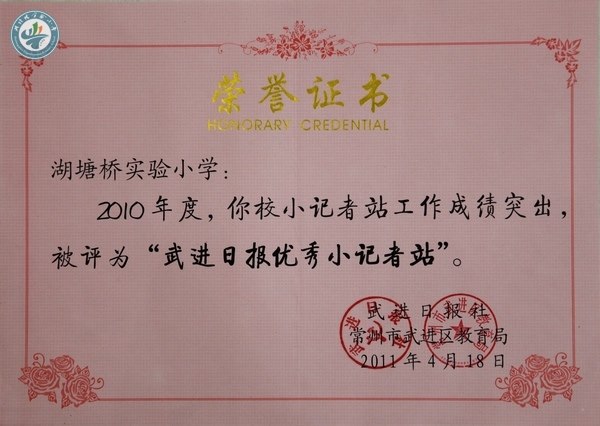 荣誉证书
HONORARY CREDENTIAL
湖塘桥实验小学：
2010年度，你校小记者站工作成绩突出，
被评为“武进日报优秀小记者站”。
武进日报社
常州市武进区教育局
2011年4月18日